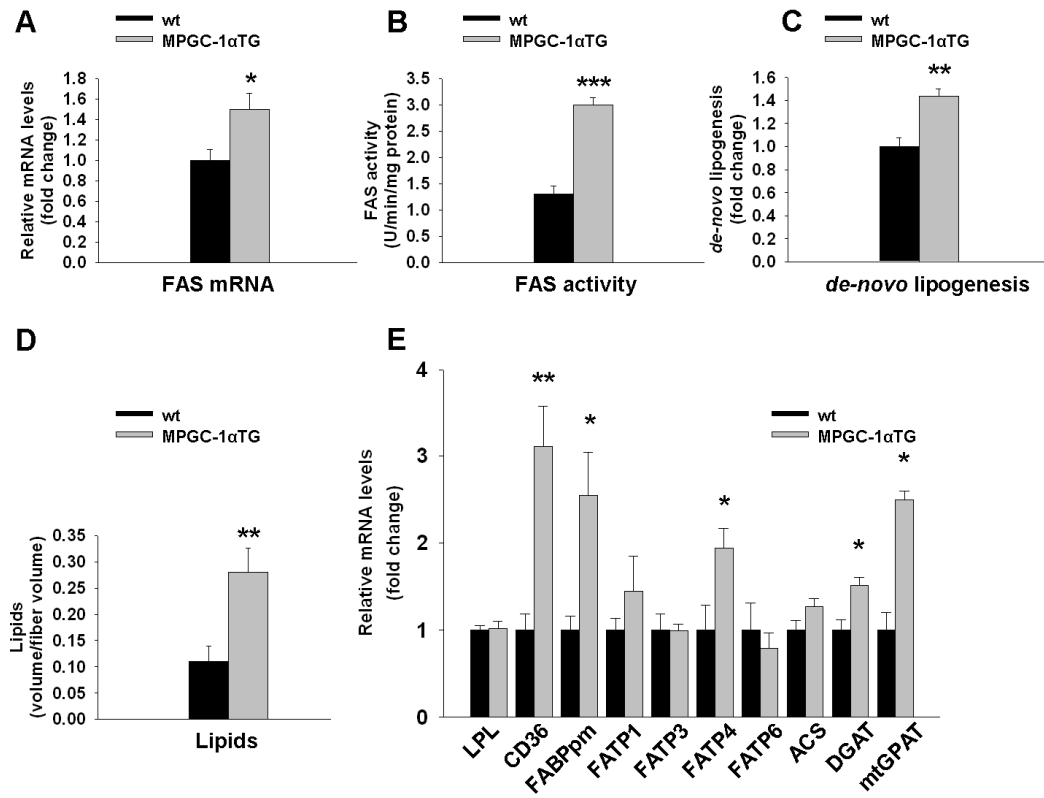 A
wt
MPGC-1αTG
Relative mRNA levels
(fold change)
1.8
1.6
1.4
1.2
1.0
0.8
0.6
0.4
0.2
0.0
*
FAS mRNA
B
wt
MPGC-1αTG
FAS activity
(U/min/mg protein)
3.5
3.0
2.5
2.0
1.5
1.0
0.5
0.0
***
FAS activity
C
wt
MPGC-1αTG
de-novo lipogenesis
(fold change)
1.6
1.4
1.2
1.0
0.8
0.6
0.4
0.2
0.0
**
de-novo lipogenesis
D
wt
MPGC-1αTG
Lipids
(volume/fiber volume)
0.35
0.30
0.25
0.20
0.15
0.10
0.05
0.00
**
Lipids
E
wt
MPGC-1αTG
Relative mRNA levels
(fold change)
4
3
2
1
0
**
*
*
*
*
LPL
CD36
FABPpm
FATP1
FATP3
FATP4
FATP6
ACS
DGAT
mtGPAT